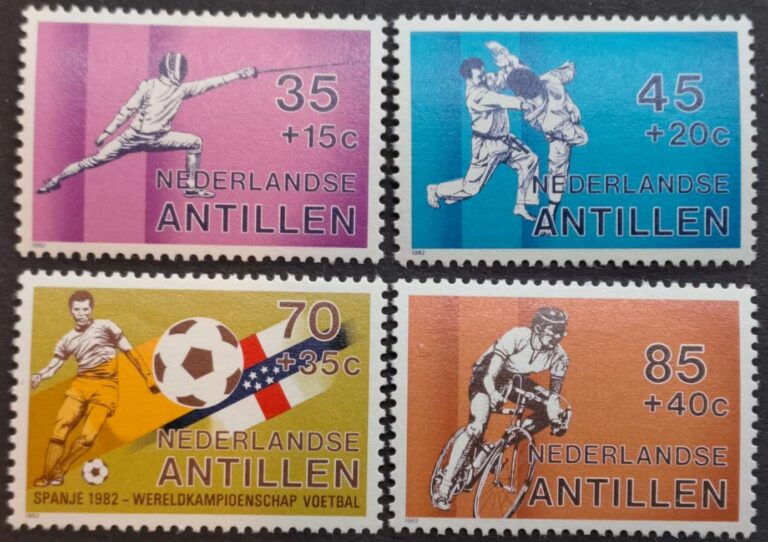 35
+15c
NEDERLANDSE
ANTILLEN
1982
45
+20c
NEDERLANDSE
ANTILLEN
1982
70
+35c
NEDERLANDSE
ANTILLEN
SPANJE 1982 – WERELDKAMPIOENSCHAP VOETBAL
1982
85
+40c
NEDERLANDSE
ANTILLEN
1982